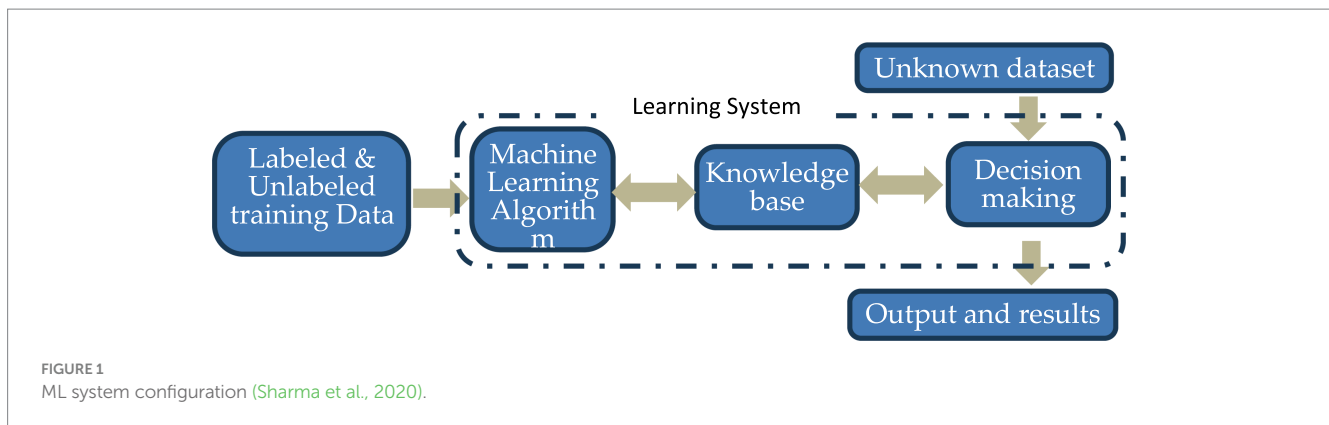 Unknown dataset
Learning System
Labeled &
Unlabeled
training Data
Machine
Learning
Algorith
m
Knowledge
base
Decision
making
Output and results
FIGURE 1
ML system configuration (Sharma et al., 2020).